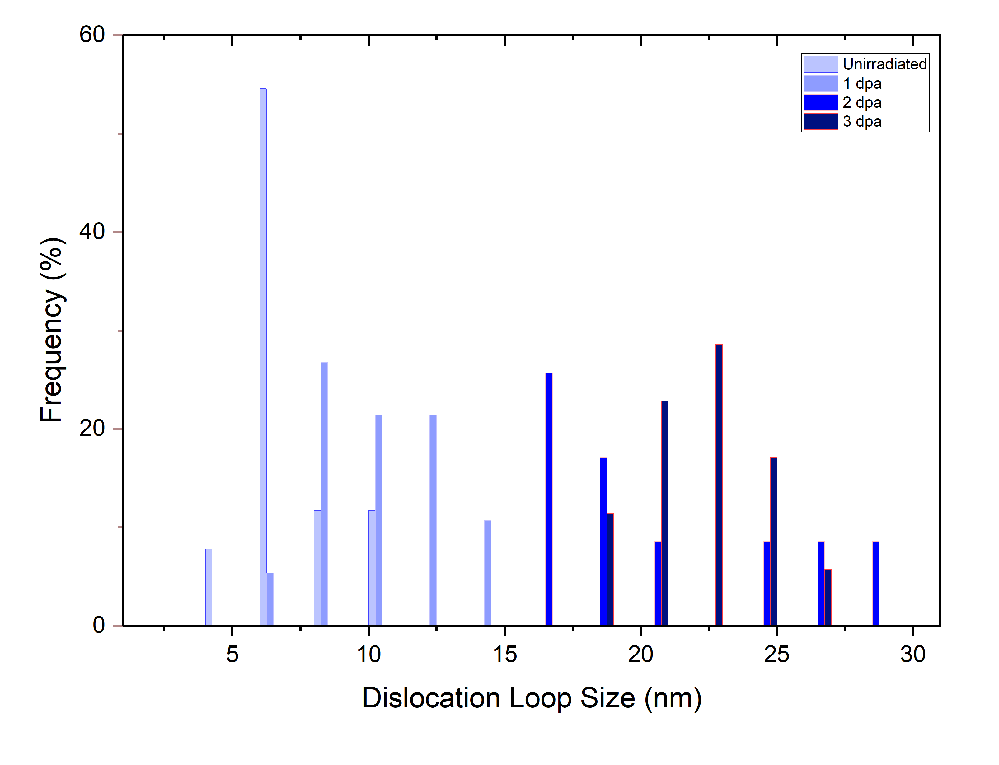 60
40
20
0
Frequency (%)
Unirradiated
1 dpa
2 dpa
3 dpa
5 10 15 20 25 30
Dislocation Loop Size (nm)